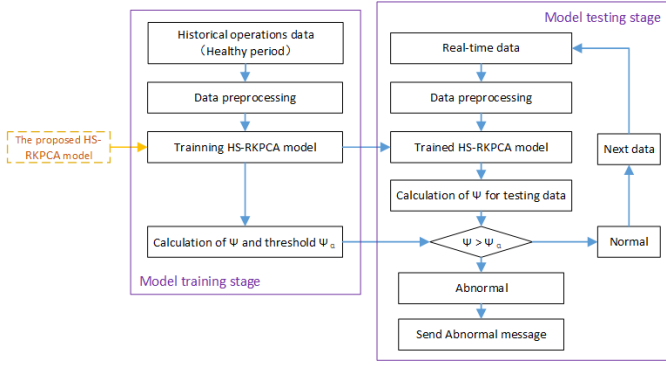 Model testing stage
Historical operations data
（Healthy period）
Real-time data
Data preprocessing
Data preprocessing
The proposed HS-
RKPCA model
Trainning HS-RKPCA model
Trained HS-RKPCA model
Next data
Calculation of Ψ for testing data
Calculation of Ψ and threshold Ψα
Ψ > Ψα
Normal
Model training stage
Abnormal
Send Abnormal message